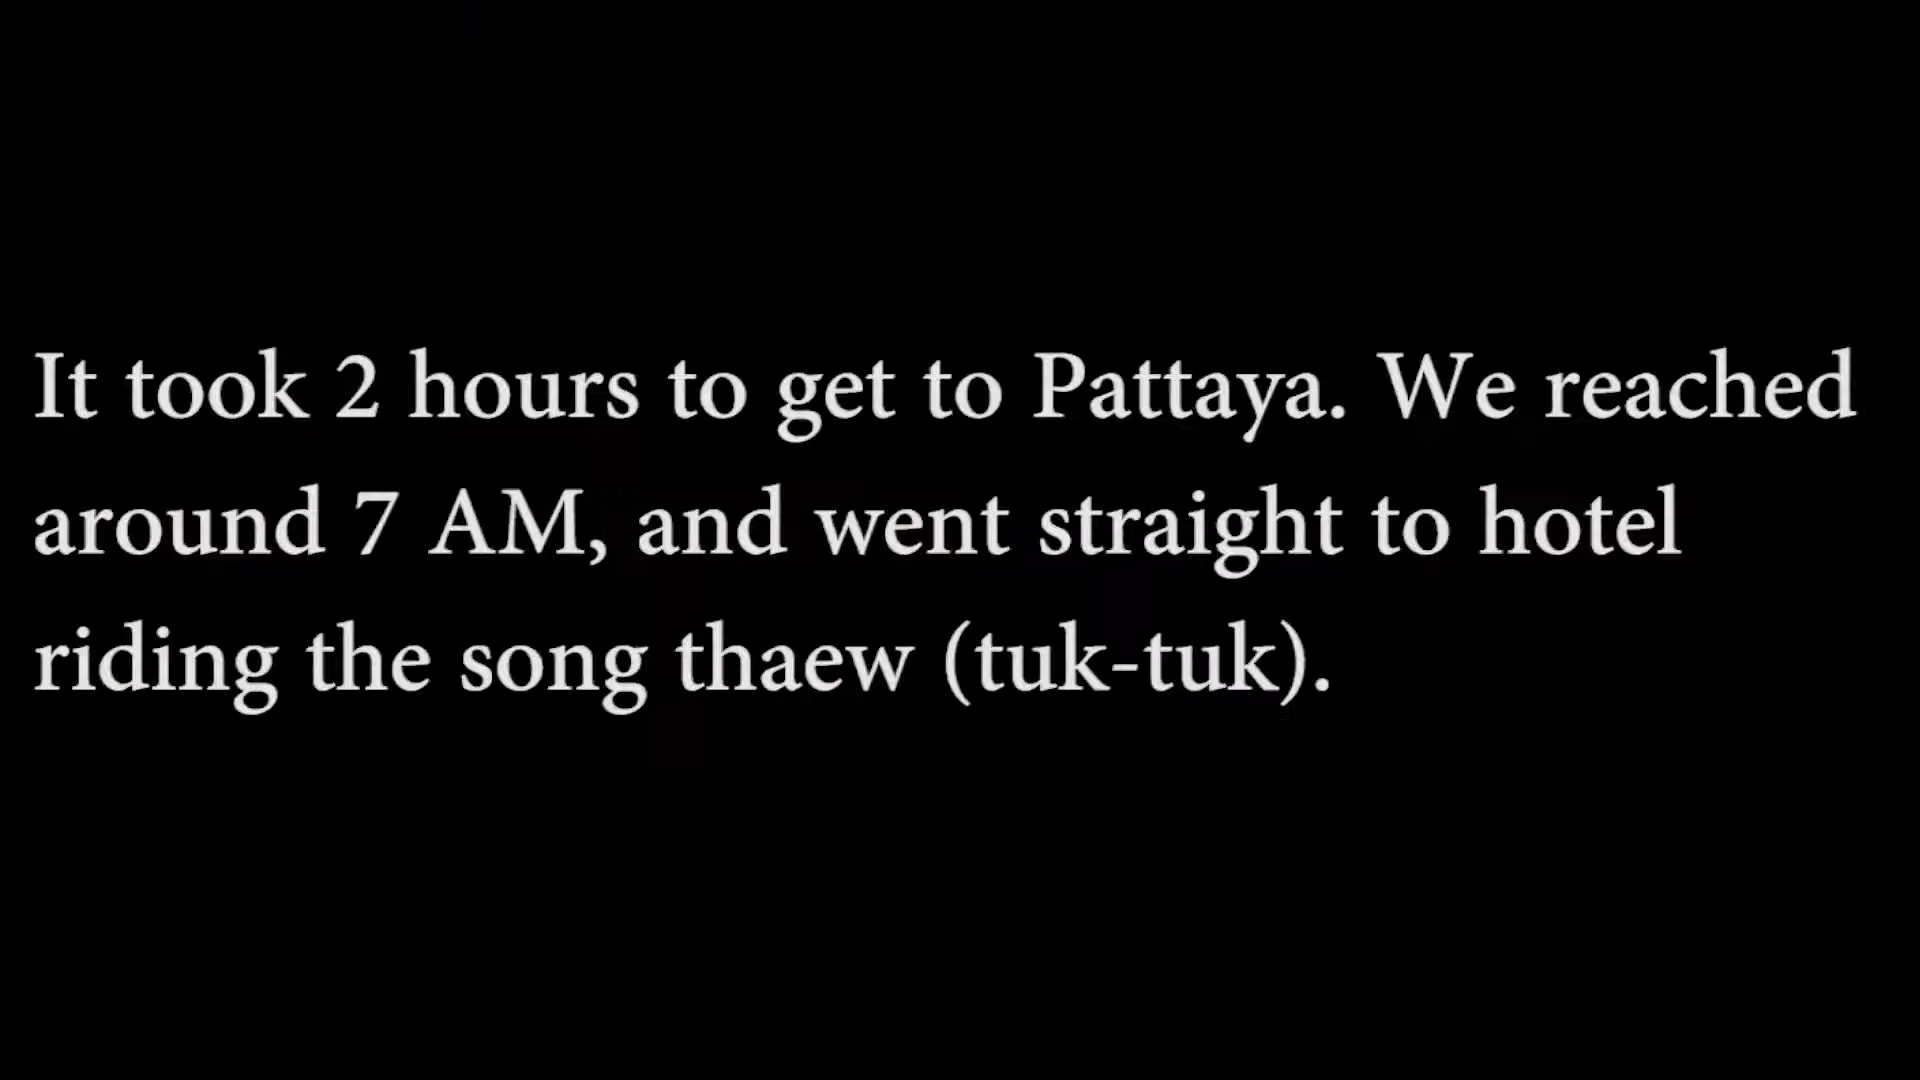 It took 2 hours to get to Pattaya. We reached
around 7 AM, and went straight to hotel
riding the song thaew (tuk-tuk).